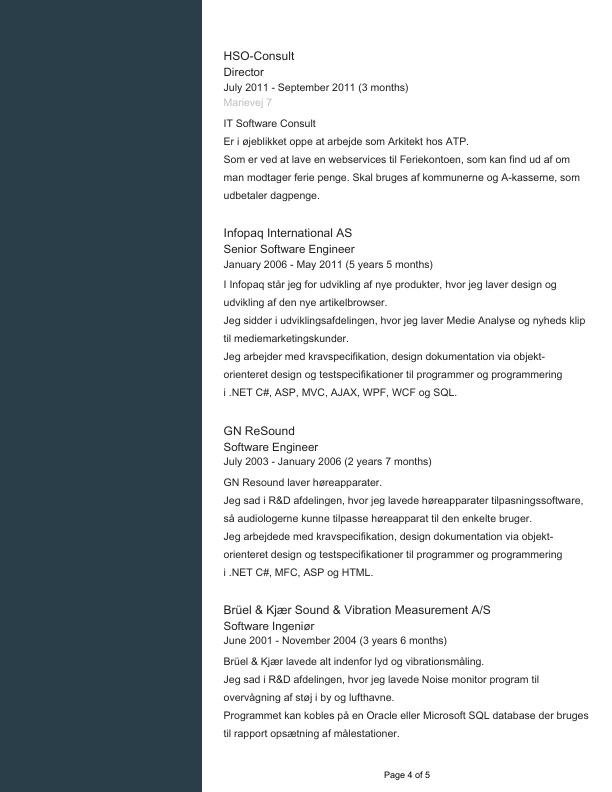 HSO-Consult
Director
July 2011 - September 2011 (3 months)
Marievej 7
IT Software Consult
Er i øjeblikket oppe at arbejde som Arkitekt hos ATP.
Som er ved at lave en webservices til Feriekontoen, som kan find ud af om
man modtager ferie penge. Skal bruges af kommunerne og A-kasserne, som
udbetaler dagpenge.
Infopaq International AS
Senior Software Engineer
January 2006 - May 2011 (5 years 5 months)
I Infopaq står jeg for udvikling af nye produkter, hvor jeg laver design og
udvikling af den nye artikelbrowser.
Jeg sidder i udviklingsafdelingen, hvor jeg laver Medie Analyse og nyheds klip
til mediemarketingskunder.
Jeg arbejder med kravspecifikation, design dokumentation via objekt-
orienteret design og testspecifikationer til programmer og programmering
i .NET C#, ASP, MVC, AJAX, WPF, WCF og SQL.
GN ReSound
Software Engineer
July 2003 - January 2006 (2 years 7 months)
GN Resound laver høreapparater.
Jeg sad i R&D afdelingen, hvor jeg lavede høreapparater tilpasningssoftware,
så audiologerne kunne tilpasse høreapparat til den enkelte bruger.
Jeg arbejdede med kravspecifikation, design dokumentation via objekt-
orienteret design og testspecifikationer til programmer og programmering
i .NET C#, MFC, ASP og HTML.
Brüel & Kjær Sound & Vibration Measurement A/S
Software Ingeniør
June 2001 - November 2004 (3 years 6 months)
Brüel & Kjær lavede alt indenfor lyd og vibrationsmåling.
Jeg sad i R&D afdelingen, hvor jeg lavede Noise monitor program til
overvågning af støj i by og lufthavne.
Programmet kan kobles på en Oracle eller Microsoft SQL database der bruges
til rapport opsætning af målestationer.
Page 4 of 5